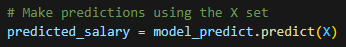 # Make predictions using the X set
predicted_salary = model_predict.predict(X)